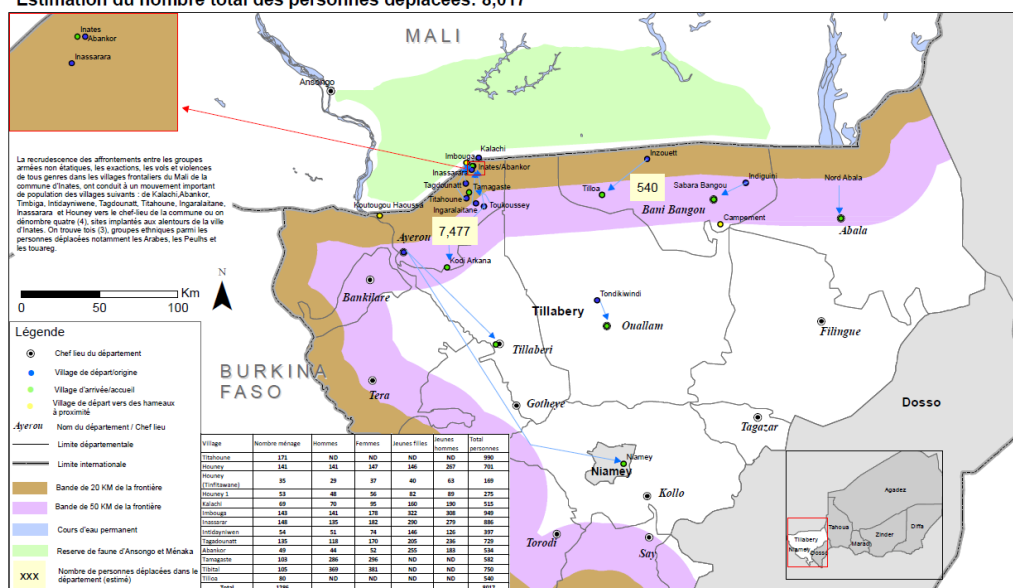 Estimation du nombre total des personnes déplacées: 8,017
Inates
Abankor
Inassarara
MALI
Ansongo
La recrudescence des affrontements entre les groupes
armées non étatiques, les exactions, les vols et violences
de tous genres dans les villages frontaliers du Mali de la
commune d'Inates, ont conduit à un mouvement important
de population des villages suivants : de Kalachi,Abankor,
Timbiga, Intidayniwene, Tagdounatt, Titahoune, Ingaralaitane,
Inassarara et Houney vers le chef-lieu de la commune ou on
dénombre quatre (4), sites implantés aux alentours de la ville
d'Inates. On trouve tois (3), groupes ethniques parmi les
personnes déplacées notamment les Arabes, les Peulhs et
les touareg.
Kalachi
Imbouga
Inates/Abankor
Inassarara
Tagdounatt
Tamagaste
Titahoune
Toukoussey
Ingaralaitane
Koutougou Haoussa
7,477
Ayerou
Kodi Arkana
Inzouett
Tilloa
540
Sabara Bangou
Indiguini
Bani Bangou
Campement
Nord Abala
Abala
N
0 50 100 Km
Bankilare
Tondikiwindi
Tillabery
Ouallam
Filingue
Tillaberi
BURKINA
FASO
Tera
Gotheye
Dosso
Tagazar
Niamey
Niamey
Kollo
Torodi
Say
Légende
Chef lieu du département
Village de départ/origine
Village d'arrivée/accueil
Village de départ vers des hameaux
à proximité
Ayerou Nom du département / Chef lieu
Limite départementale
Limite internationale
Bande de 20 KM de la frontière
Bande de 50 KM de la frontière
Cours d'eau permanent
Reserve de faune d'Ansongo et Ménaka
XXX Nombre de personnes déplacées dans le
département (estimé)
Village Nombre ménage Hommes Femmes Jeunes filles Jeunes hommes Total personnes
Titahoune 171 ND ND ND ND 990
Houney 141 141 147 146 267 701
Houney (Tinfitawane) 35 29 37 40 63 169
Houney 1 53 48 56 82 89 275
Kalachi 69 70 95 160 190 515
Imbouga 143 141 178 322 308 949
Inassarar 148 135 182 290 279 886
Intidayniwen 54 51 74 146 126 397
Tagadounatt 135 118 170 205 236 729
Abankor 49 44 52 255 183 534
Tamagaste 103 286 296 ND ND 582
Tibital 105 369 381 ND ND 750
Tilloa 80 ND ND ND ND 540
Total 1286 8017
Agadez
Tahoua
Diffa
Zinder
Maradi
Tillabery
Niamey
Dosso